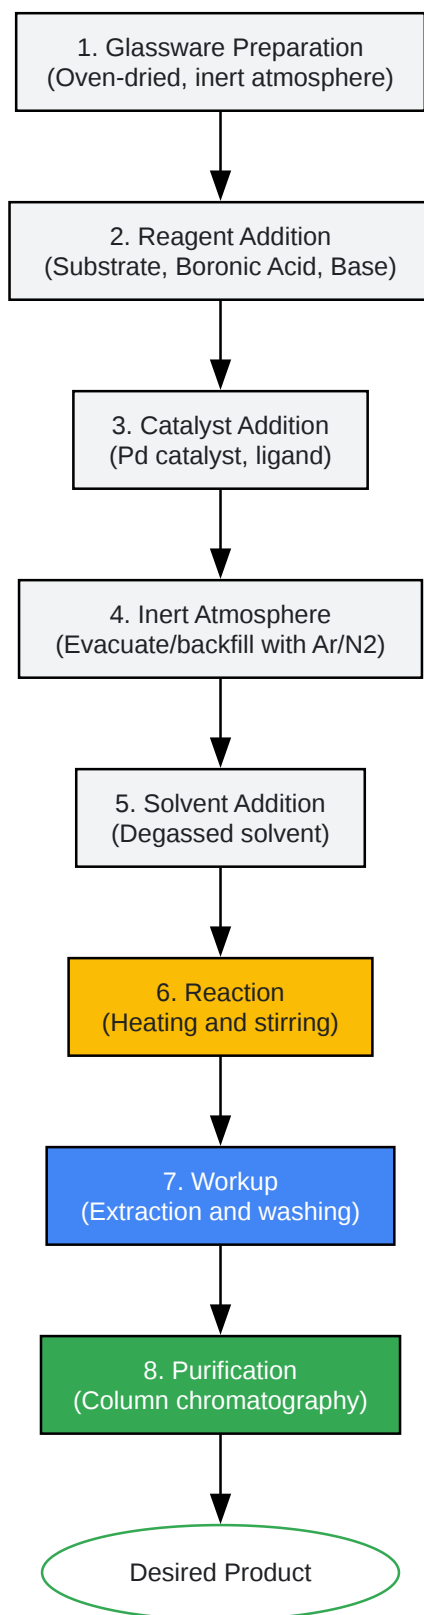 1. Glassware Preparation
(Oven-dried, inert atmosphere)
2. Reagent Addition
(Substrate, Boronic Acid, Base)
3. Catalyst Addition
(Pd catalyst, ligand)
4. Inert Atmosphere
(Evacuate/backfill with Ar/N2)
5. Solvent Addition
(Degassed solvent)
6. Reaction
(Heating and stirring)
7. Workup
(Extraction and washing)
8. Purification
(Column chromatography)
Desired Product